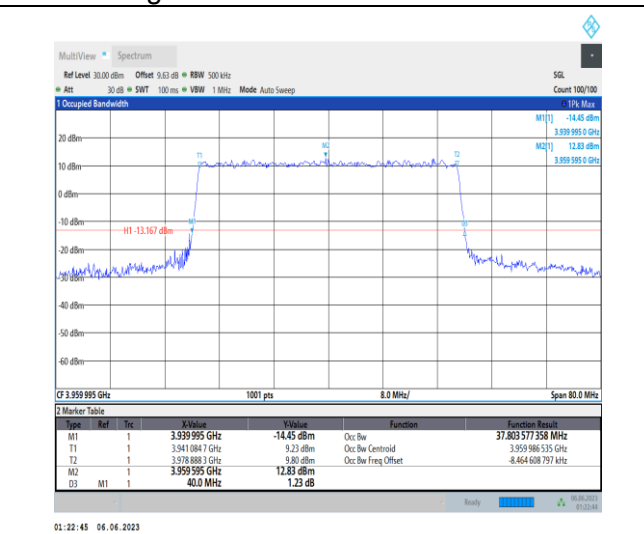 MultiView Spectrum
Ref Level 30.00 dBm Offset 9.63 dB RBW 500 kHz SGL
Att 30 dB SWT 100 ms VBW 1 MHz Mode Auto Sweep Count 100/100
1 Occupied Bandwidth 1Pk Max
M1[1] -14.45 dBm
3.939 995 0 GHz
M2[1] 12.83 dBm
3.959 595 0 GHz
20 dBm
M2
T1
T2
10 dBm
0 dBm
-10 dBm
M1
D3
H1 -13.167 dBm
-20 dBm
-30 dBm
-40 dBm
-50 dBm
-60 dBm
CF 3.959 995 GHz 1001 pts 8.0 MHz/ Span 80.0 MHz
2 Marker Table
Type Ref Trc X-Value Y-Value Function Function Result
M1 1 3.939 995 GHz -14.45 dBm Occ Bw 37.803 577 358 MHz
T1 1 3.941 084 7 GHz 9.23 dBm Occ Bw Centroid 3.959 986 535 GHz
T2 1 3.978 888 3 GHz 9.80 dBm Occ Bw Freq Offset -8.464 608 797 kHz
M2 1 3.959 595 GHz 12.83 dBm
D3 M1 1 40.0 MHz 1.23 dB
Ready 06.06.2023
01:22:44
01:22:45 06.06.2023